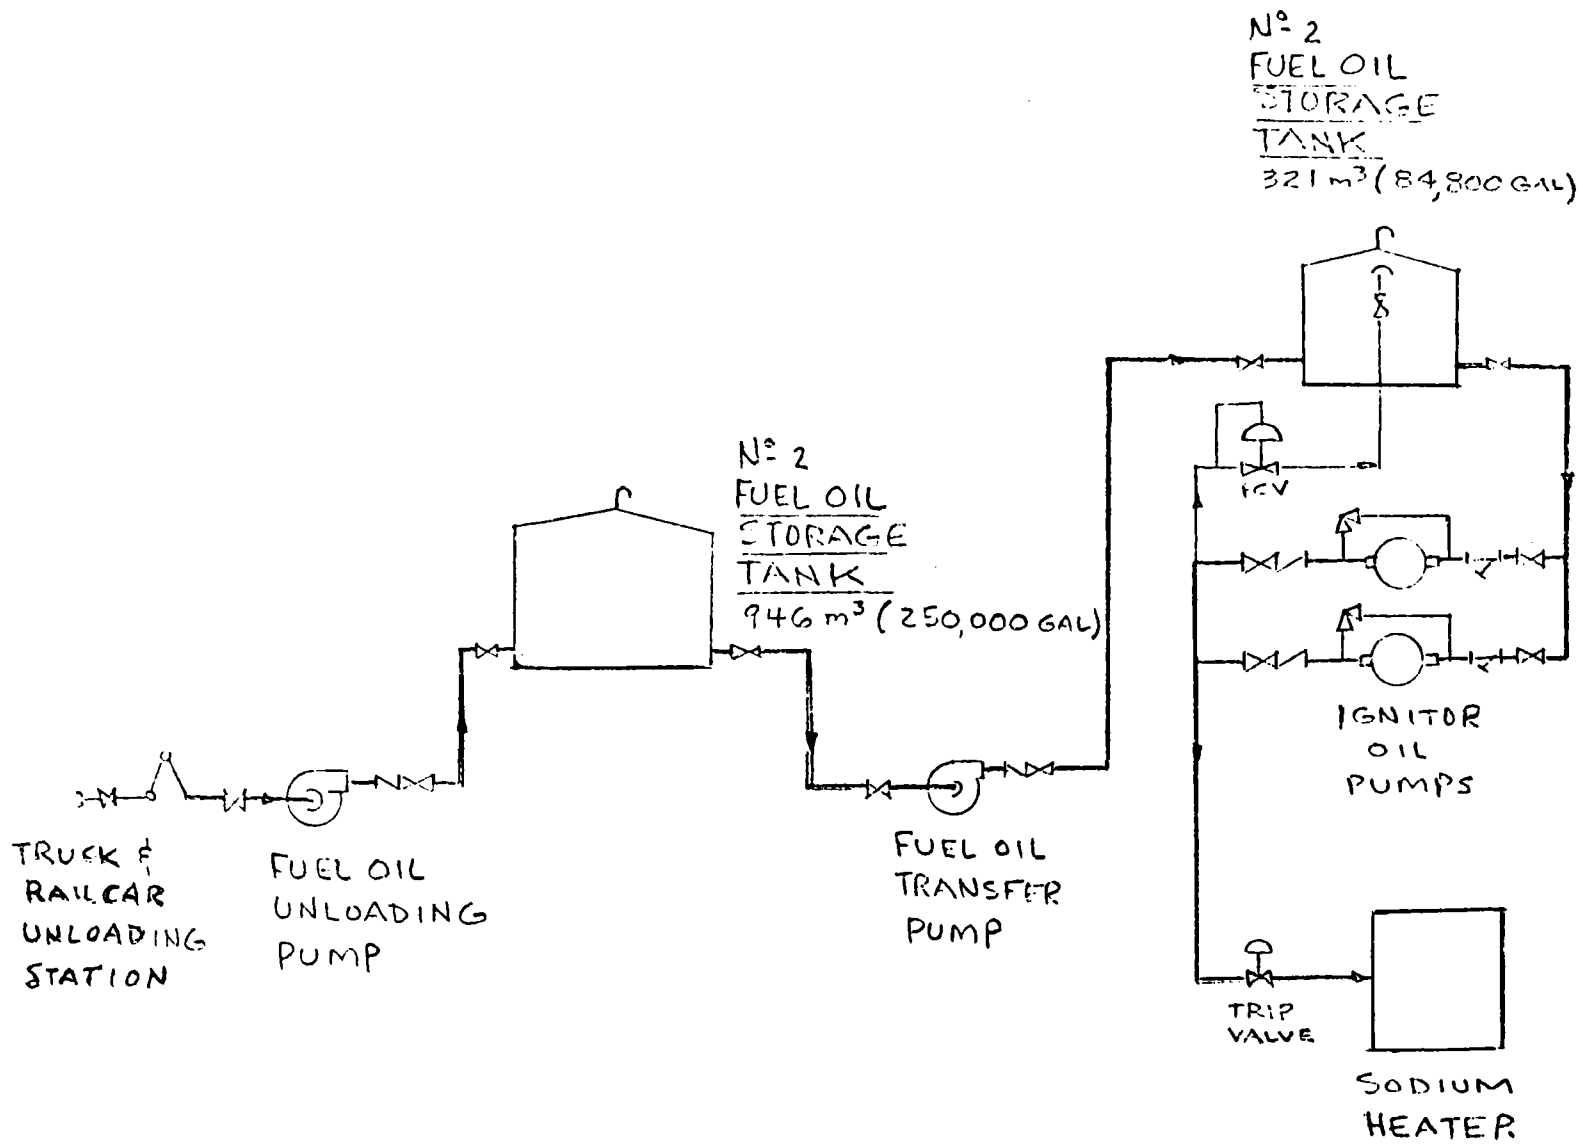 Nº 2
FUEL OIL
STORAGE
TANK
321 m³ (84,800 GAL)
Nº 2
FUEL OIL
STORAGE
TANK
946 m³ (250,000 GAL)
TRUCK &
RAILCAR
UNLOADING
STATION
FUEL OIL
UNLOADING
PUMP
FUEL OIL
TRANSFER
PUMP
IGNITOR
OIL
PUMPS
TRIP
VALVE
SODIUM
HEATER